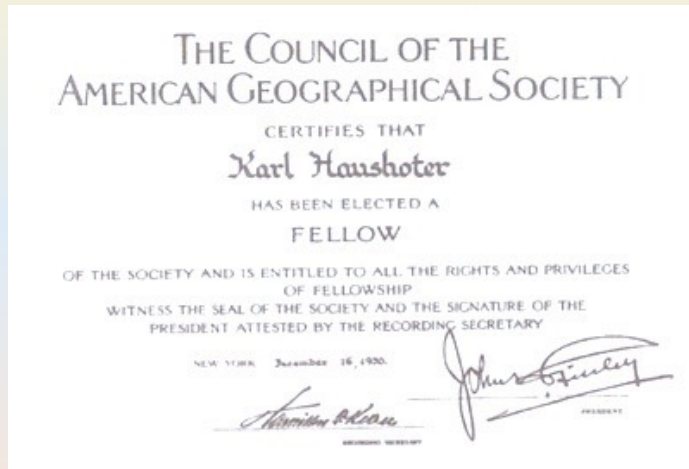 THE COUNCIL OF THE
AMERICAN GEOGRAPHICAL SOCIETY
CERTIFIES THAT
Karl Haushoter
HAS BEEN ELECTED A
FELLOW
OF THE SOCIETY AND IS ENTITLED TO ALL THE RIGHTS AND PRIVILEGES
OF FELLOWSHIP
WITNESS THE SEAL OF THE SOCIETY AND THE SIGNATURE OF THE
PRESIDENT ATTESTED BY THE RECORDING SECRETARY
NEW YORK December 16, 1930.
John Finley
PRESIDENT
RECORDING SECRETARY